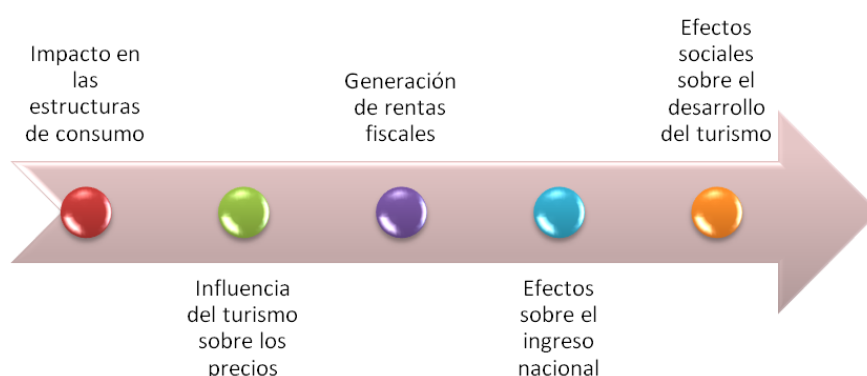 Impacto en
las
estructuras
de consumo
Influencia
del turismo
sobre los
precios
Generación
de rentas
fiscales
Efectos
sobre el
ingreso
nacional
Efectos
sociales
sobre el
desarrollo
del turismo